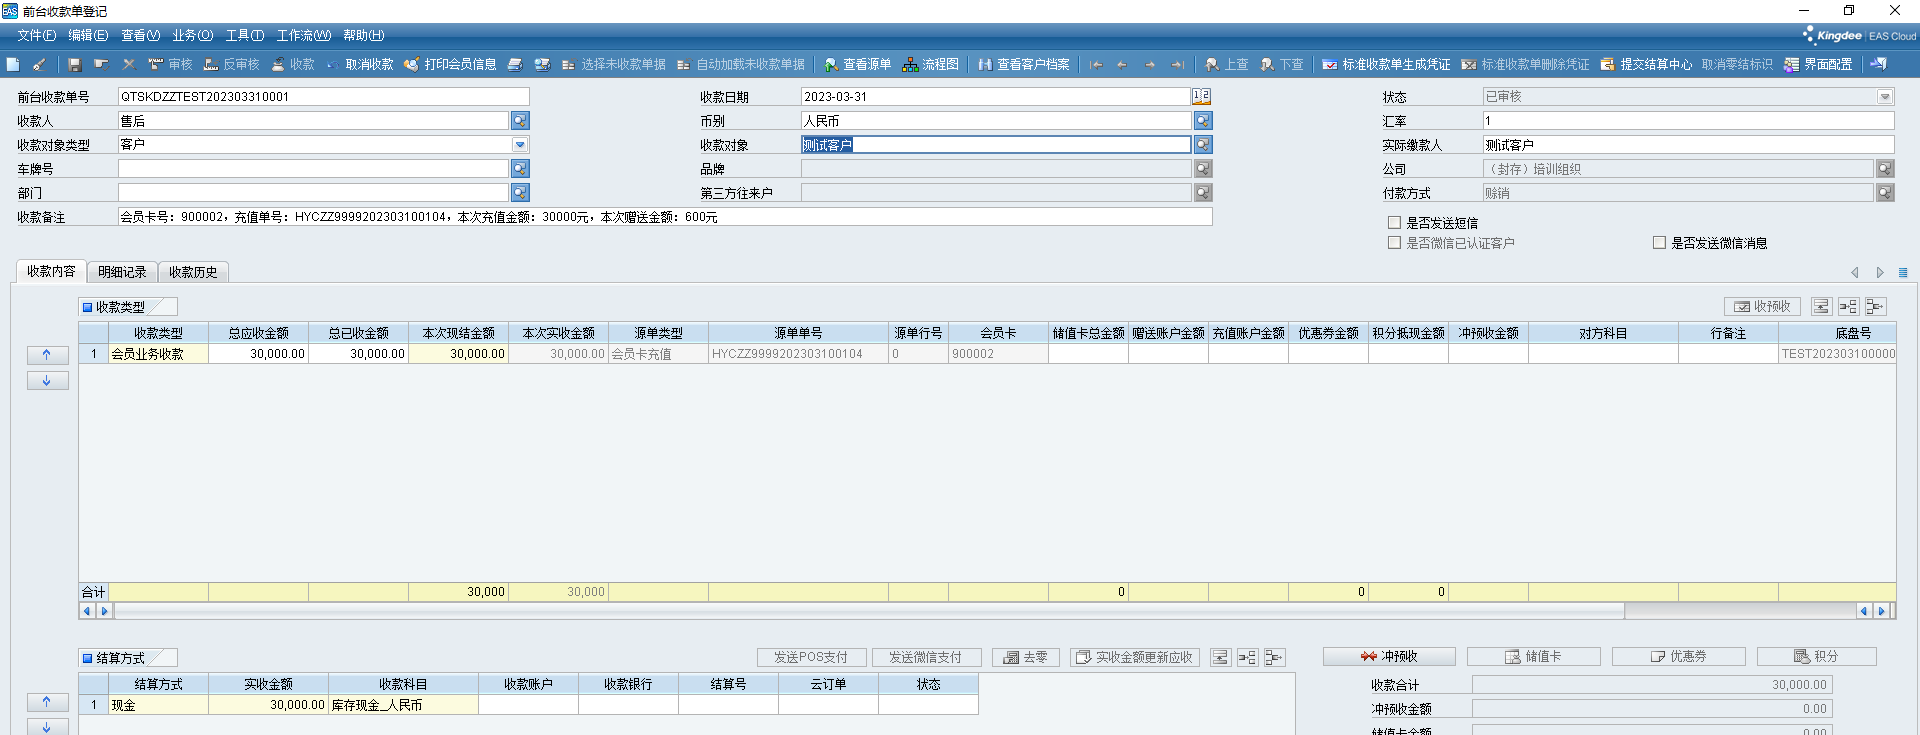 EAS 前台收款单登记
文件(F) 编辑(E) 查看(V) 业务(O) 工具(T) 工作流(W) 帮助(H) Kingdee EAS Cloud
审核 反审核 收款 取消收款 打印会员信息 选择未收款单据 自动加载未收款单据 查看源单 流程图 查看客户档案 上查 下查 标准收款单生成凭证 标准收款单删除凭证 提交结算中心 取消零结标识 界面配置
前台收款单号 QTSKDZZTEST202303310001 收款日期 2023-03-31 状态 已审核
收款人 售后 币别 人民币 汇率 1
收款对象类型 客户 收款对象 测试客户 实际缴款人 测试客户
车牌号 品牌 公司 （封存）培训组织
部门 第三方往来户 付款方式 赊销
收款备注 会员卡号：900002，充值单号：HYCZZ9999202303100104，本次充值金额：30000元，本次赠送金额：600元
是否发送短信
是否微信已认证客户 是否发送微信消息
收款内容 明细记录 收款历史
收款类型 收预收
收款类型 总应收金额 总已收金额 本次现结金额 本次实收金额 源单类型 源单单号 源单行号 会员卡 储值卡总金额 赠送账户金额 充值账户金额 优惠券金额 积分抵现金额 冲预收金额 对方科目 行备注 底盘号
1 会员业务收款 30,000.00 30,000.00 30,000.00 30,000.00 会员卡充值 HYCZZ9999202303100104 0 900002 TEST202303100000
合计 30,000 30,000 0 0 0
结算方式 发送POS支付 发送微信支付 去零 实收金额更新应收 冲预收 储值卡 优惠券 积分
结算方式 实收金额 收款科目 收款账户 收款银行 结算号 云订单 状态 收款合计 30,000.00
1 现金 30,000.00 库存现金_人民币 冲预收金额 0.00
储值卡金额 0.00